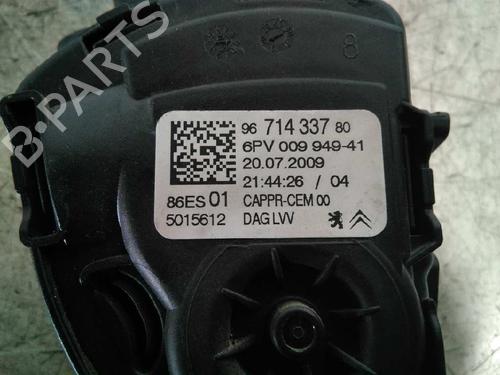 8
96 714 337 80
6PV 009 949-41
20.07.2009
21:44:26 / 04
86ES 01 CAPPR-CEM 00
5015612 DAG LVV
B-PARTS